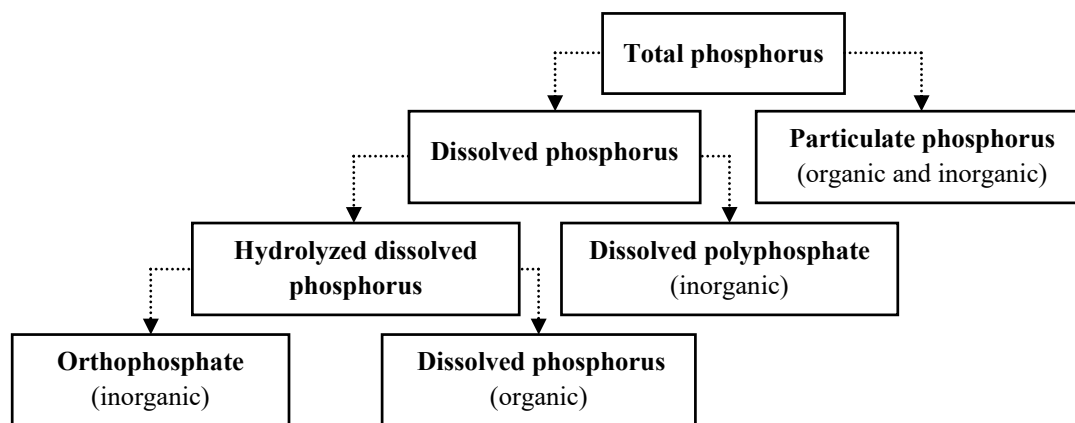 Total phosphorus
Dissolved phosphorus
Particulate phosphorus
(organic and inorganic)
Hydrolyzed dissolved
phosphorus
Dissolved polyphosphate
(inorganic)
Orthophosphate
(inorganic)
Dissolved phosphorus
(organic)